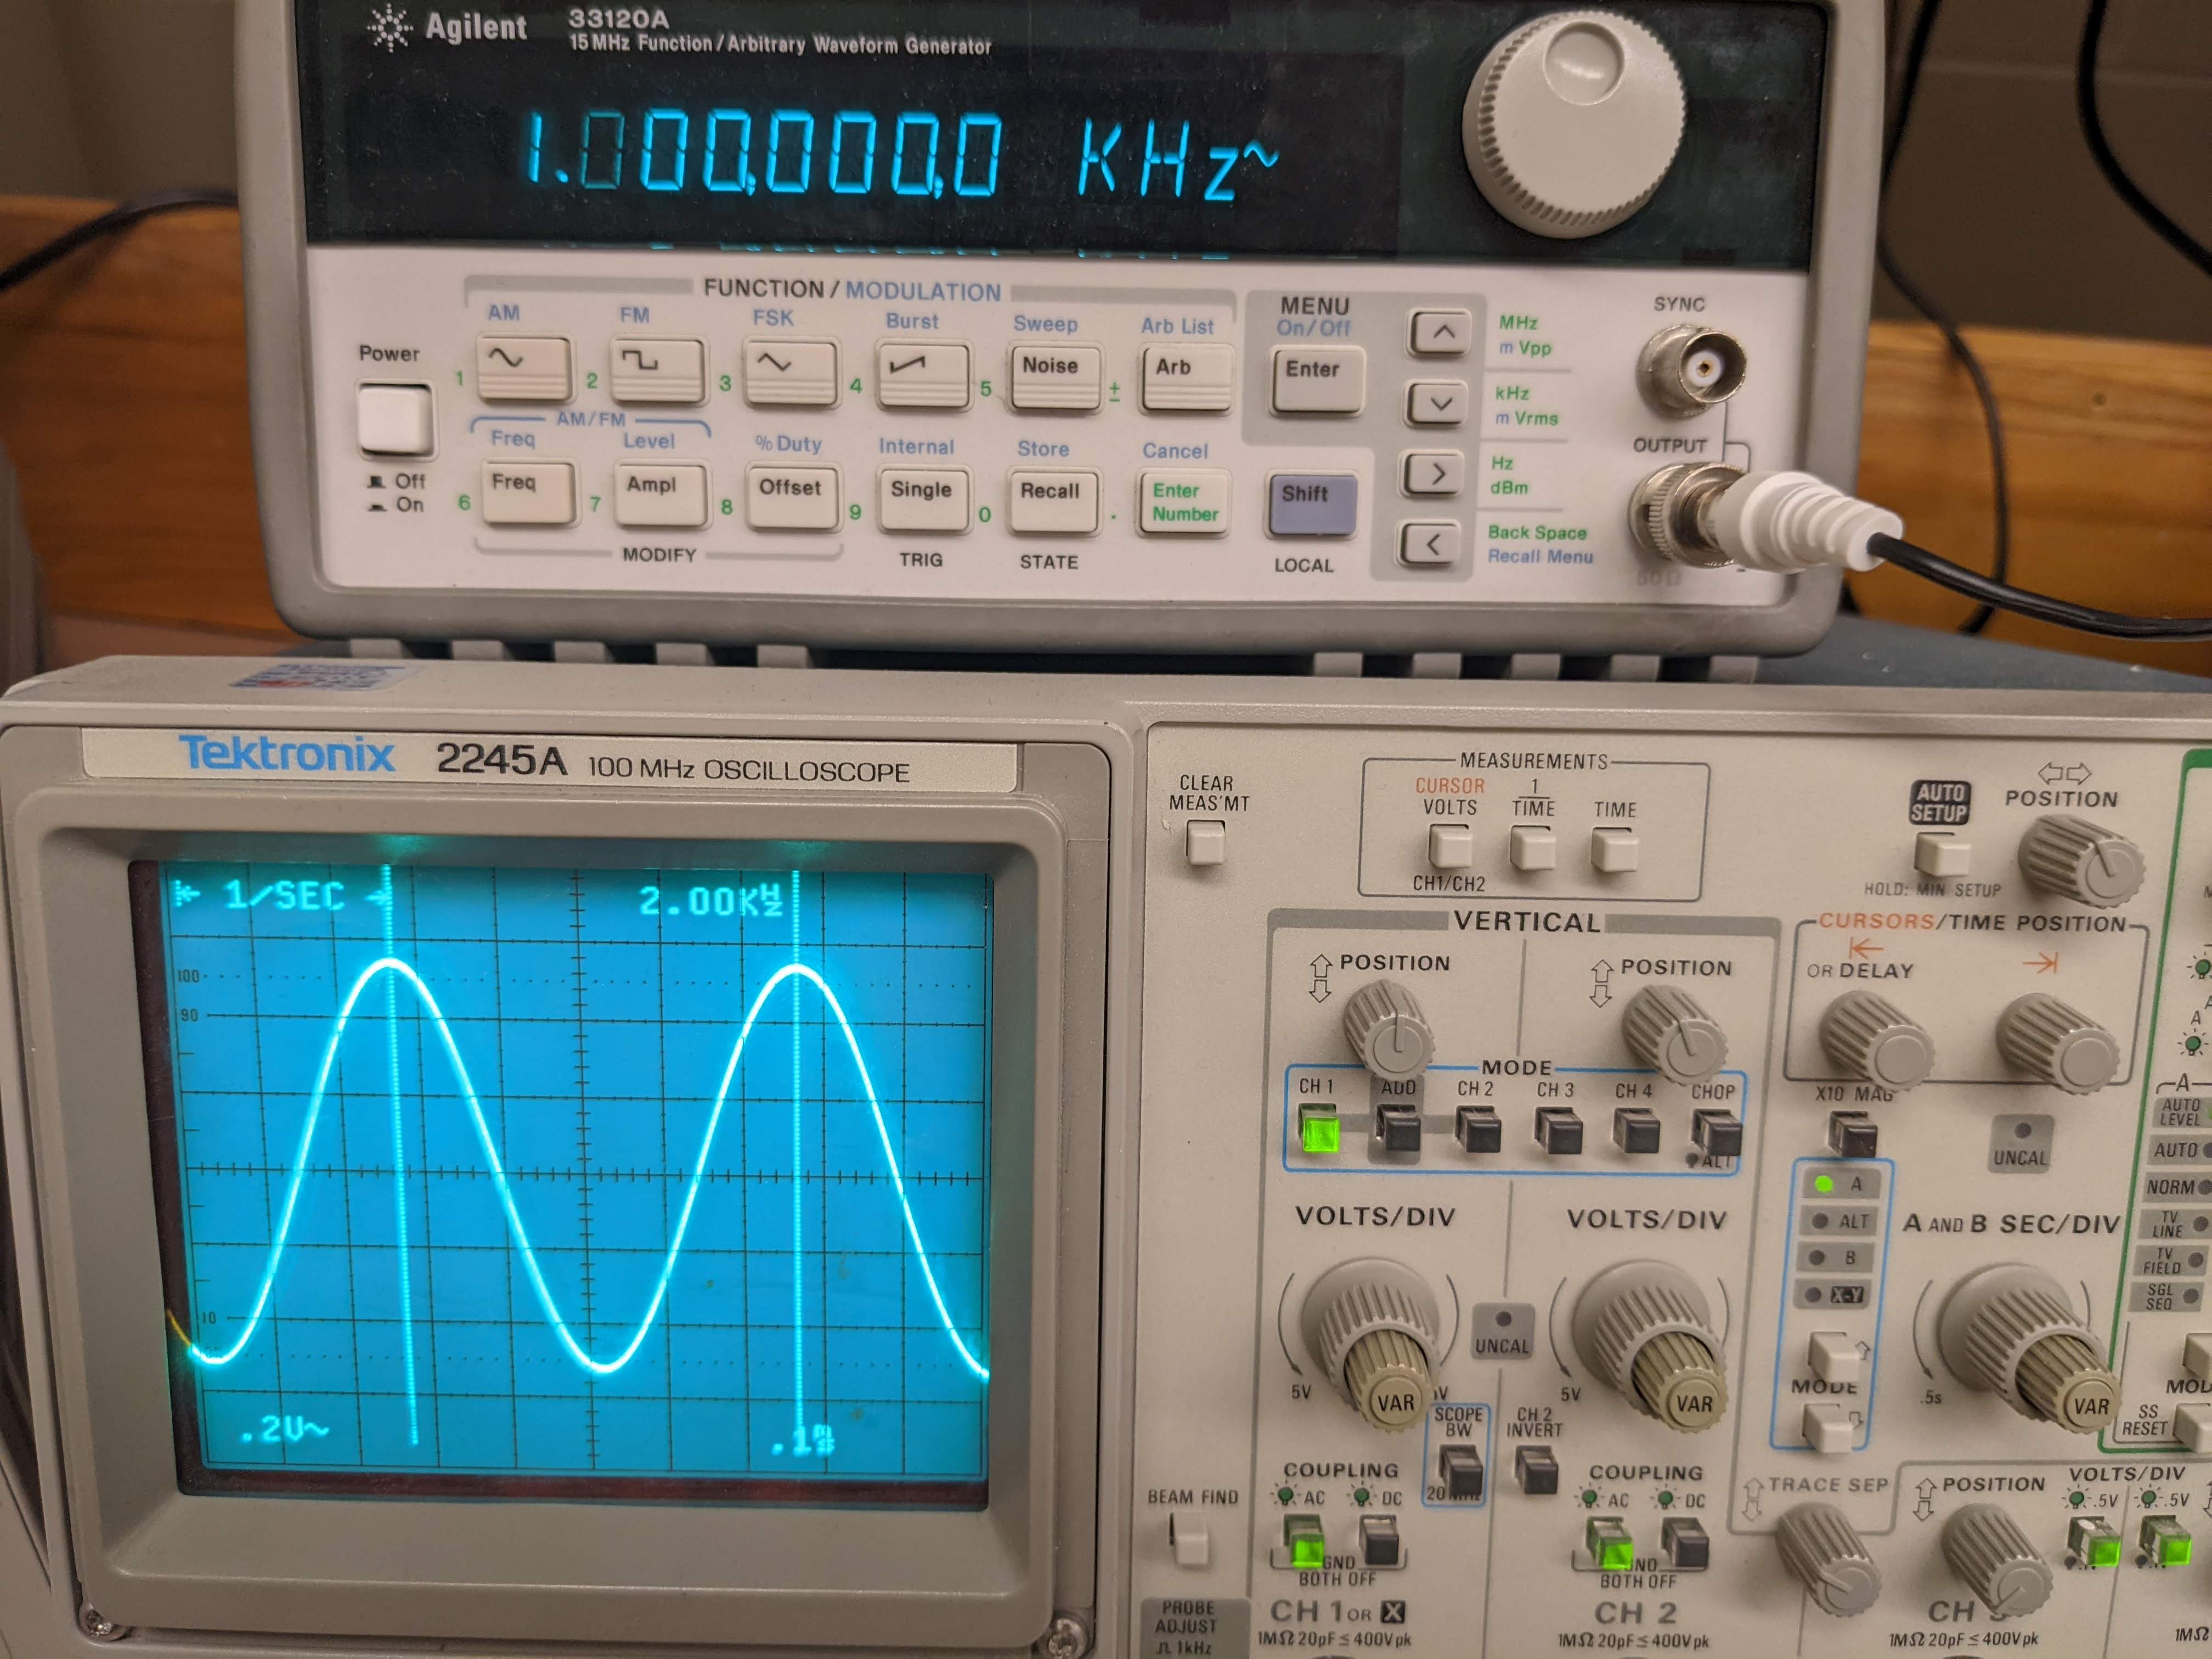 Agilent
33120A
15 MHz Function / Arbitrary Waveform Generator
1.000,000,0 KHz~
FUNCTION / MODULATION
AM FM FSK Burst Sweep Arb List
MENU
On/Off
SYNC
Power
1 2 3 4 5 Noise ± Arb Enter
MHz
m Vpp
kHz
m Vrms
AM/FM
Freq Level % Duty Internal Store Cancel
OUTPUT
Off
On
6 Freq 7 Ampl 8 Offset 9 Single 0 Recall . Enter Number
Shift
Hz
dBm
Back Space
Recall Menu
MODIFY
TRIG
STATE
LOCAL
50Ω
Tektronix 2245A 100 MHz OSCILLOSCOPE
1/SEC 2.00KHz
100
90
10
.2V~ .1ms
CLEAR
MEAS'MT
MEASUREMENTS
CURSOR
VOLTS
1
TIME
TIME
CH1/CH2
AUTO
SETUP
HOLD: MIN SETUP
POSITION
VERTICAL
POSITION
POSITION
CURSORS/TIME POSITION
OR DELAY
MODE
CH 1 ADD CH 2 CH 3 CH 4 CHOP
ALT
X10 MAG
UNCAL
A
ALT
B
X-Y
MODE
VOLTS/DIV
VOLTS/DIV
A AND B SEC/DIV
UNCAL
5V
VAR
5V
VAR
.5s
VAR
SCOPE
BW
20 MHz
CH 2
INVERT
COUPLING
AC DC
GND
BOTH OFF
COUPLING
AC DC
GND
BOTH OFF
TRACE SEP
POSITION
VOLTS/DIV
.5V .5V
A
AUTO
LEVEL
AUTO
NORM
TV
LINE
TV
FIELD
SGL
SEQ
SS
RESET
BEAM FIND
PROBE
ADJUST
1kHz
CH 1 OR X
1MΩ 20pF ≤ 400V pk
CH 2
1MΩ 20pF ≤ 400V pk
CH 3
1MΩ 20pF ≤ 400V pk
1MΩ